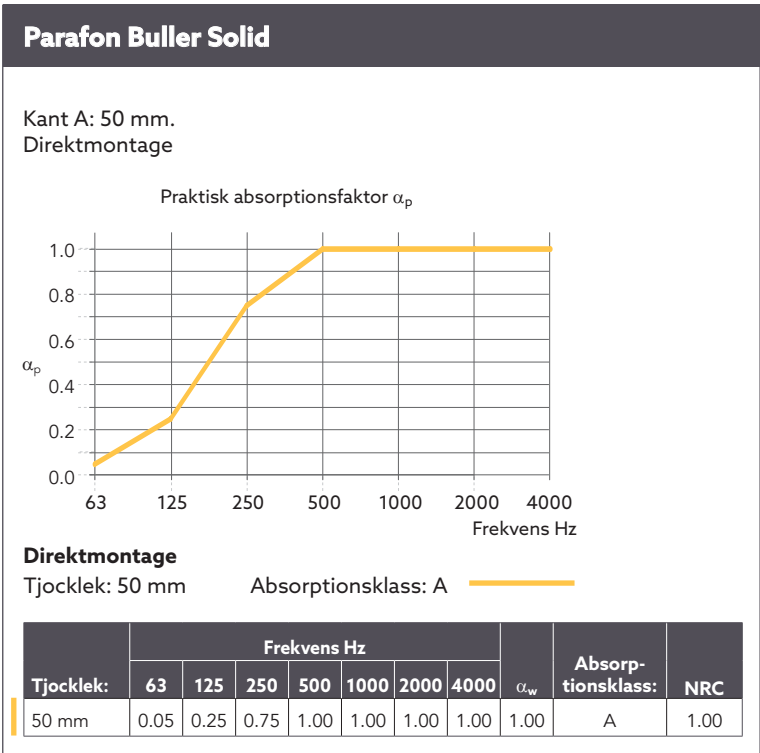 Parafon Buller Solid
Kant A: 50 mm.
Direktmontage
Praktisk absorptionsfaktor αp
1.0
0.8
0.6
αp
0.4
0.2
0.0
63 125 250 500 1000 2000 4000
Frekvens Hz
Direktmontage
Tjocklek: 50 mm Absorptionsklass: A
Frekvens Hz
Tjocklek: 63 125 250 500 1000 2000 4000 αw Absorp-
tionsklass: NRC
50 mm 0.05 0.25 0.75 1.00 1.00 1.00 1.00 1.00 A 1.00